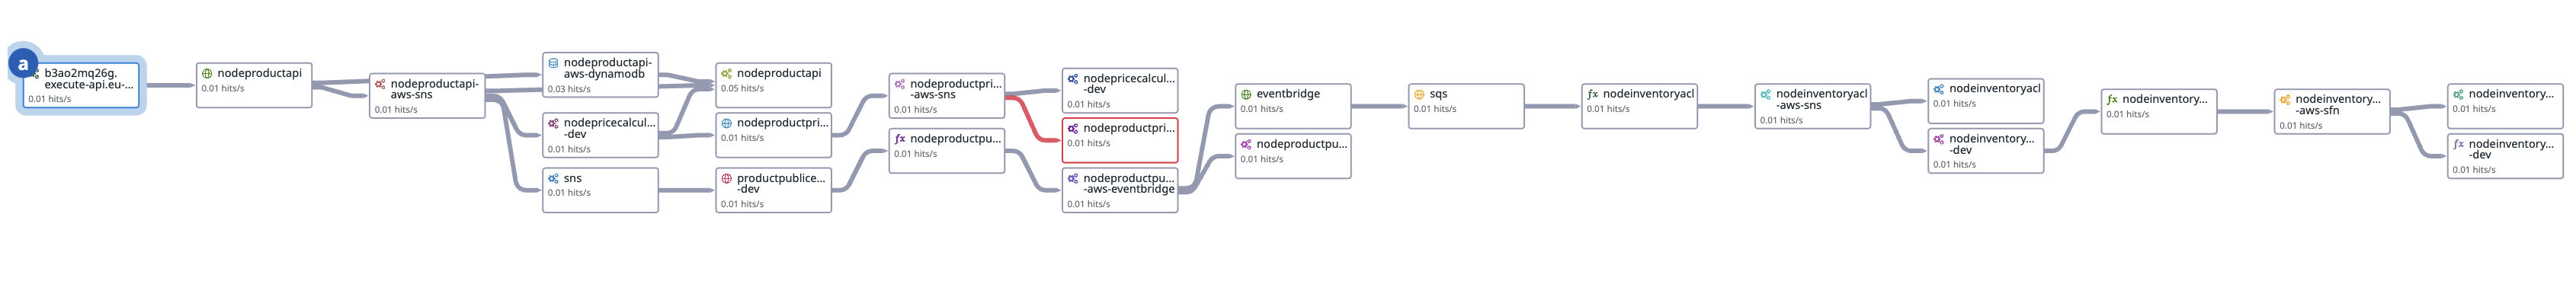 a
b3ao2mq26g.
execute-api.eu-...
0.01 hits/s
nodeproductapi
0.01 hits/s
nodeproductapi-
aws-sns
0.01 hits/s
nodeproductapi-
aws-dynamodb
0.03 hits/s
nodepricecalcul...
-dev
0.01 hits/s
sns
0.01 hits/s
nodeproductapi
0.05 hits/s
nodeproductpri...
0.01 hits/s
productpublice...
-dev
0.01 hits/s
nodeproductpri...
-aws-sns
0.01 hits/s
nodeproductpu...
0.01 hits/s
nodepricecalcul...
-dev
0.01 hits/s
nodeproductpri...
0.01 hits/s
nodeproductpu...
-aws-eventbridge
0.01 hits/s
eventbridge
0.01 hits/s
nodeproductpu...
0.01 hits/s
sqs
0.01 hits/s
nodeinventoryacl
0.01 hits/s
nodeinventoryacl
-aws-sns
0.01 hits/s
nodeinventoryacl
0.01 hits/s
nodeinventory...
-dev
0.01 hits/s
nodeinventory...
0.01 hits/s
nodeinventory...
-aws-sfn
0.01 hits/s
nodeinventory...
0.01 hits/s
nodeinventory...
-dev
0.01 hits/s